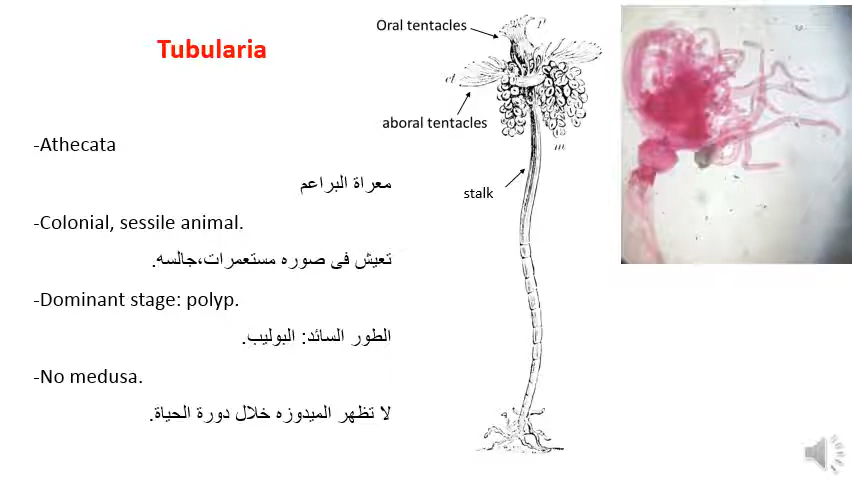 Tubularia
-Athecata
معراة البراعم
-Colonial, sessile animal.
تعيش فى صوره مستعمرات،جالسه.
-Dominant stage: polyp.
الطور السائد: البوليب.
-No medusa.
لا تظهر الميدوزه خلال دورة الحياة.
Oral tentacles
p
ct
aboral tentacles
m
stalk